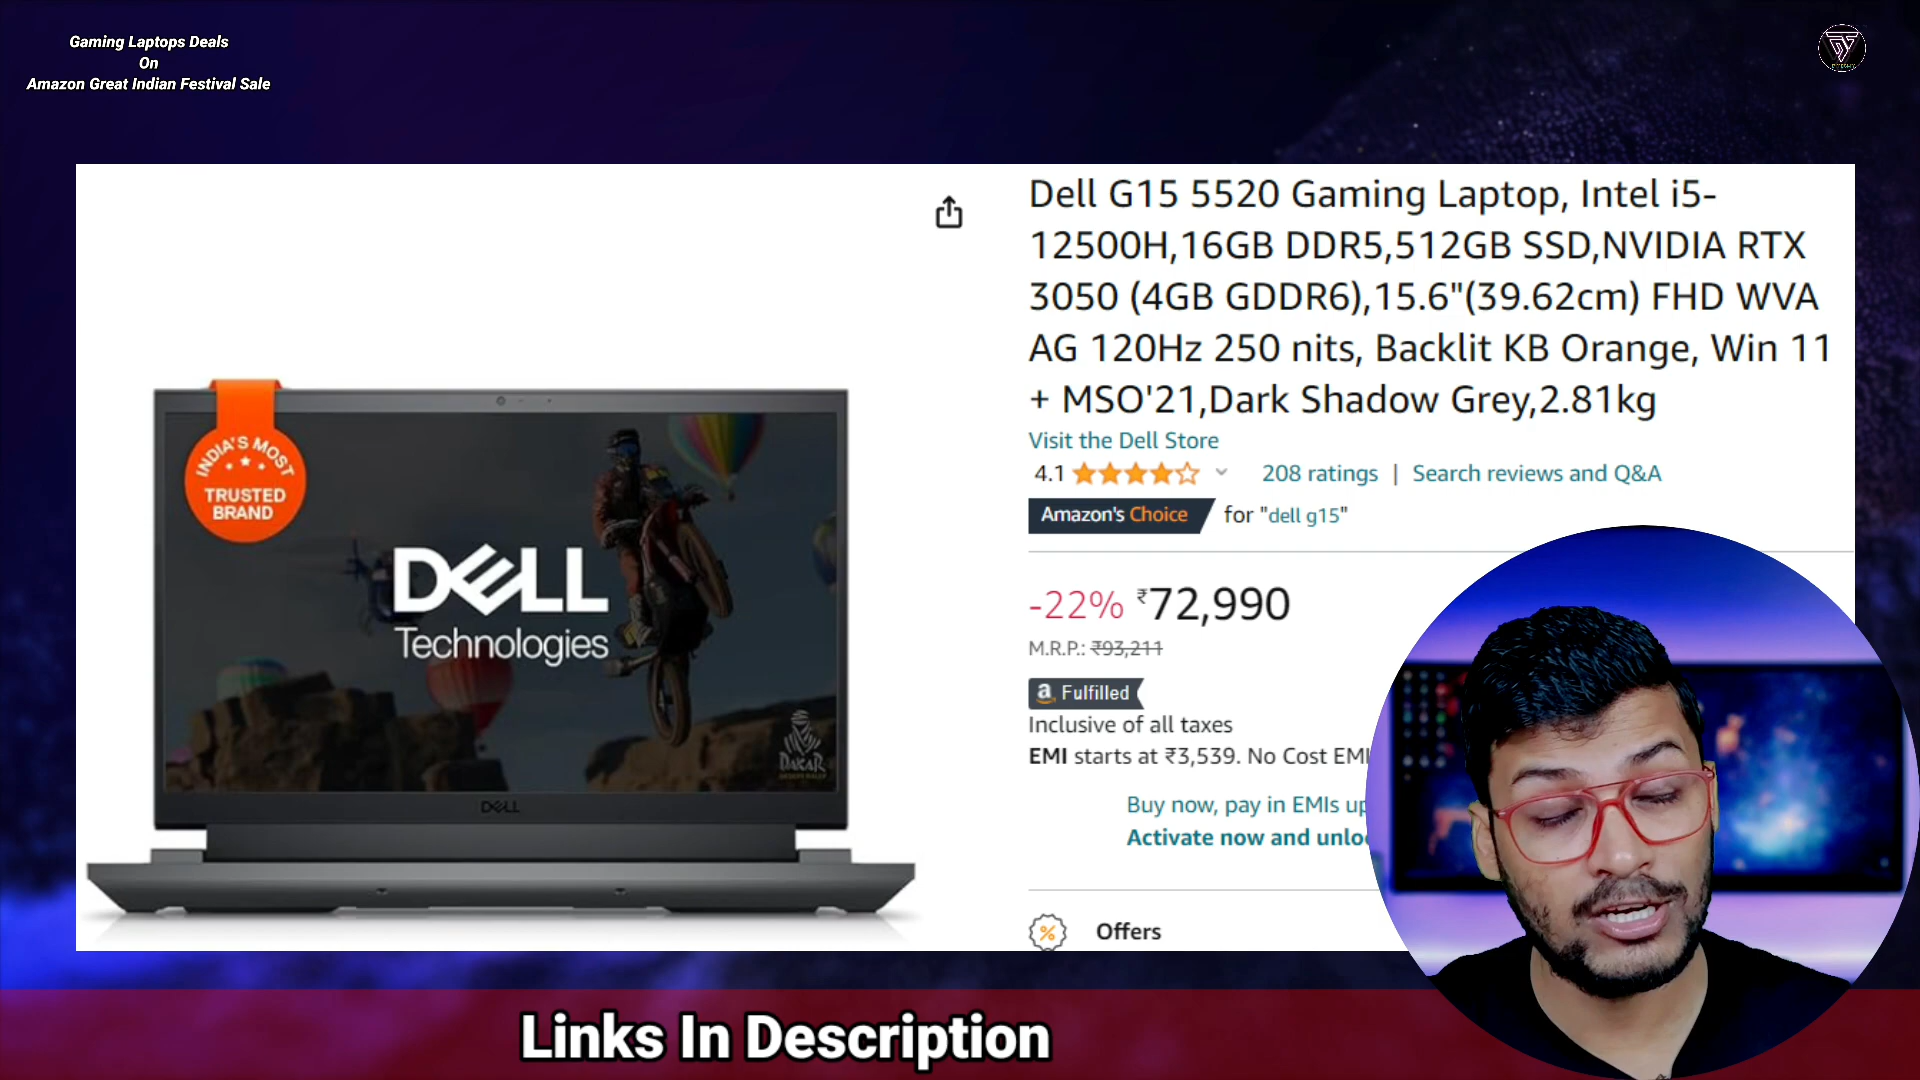 Gaming Laptops Deals
On
Amazon Great Indian Festival Sale
Dell G15 5520 Gaming Laptop, Intel i5-
12500H,16GB DDR5,512GB SSD,NVIDIA RTX
3050 (4GB GDDR6),15.6"(39.62cm) FHD WVA
AG 120Hz 250 nits, Backlit KB Orange, Win 11
+ MSO'21,Dark Shadow Grey,2.81kg
Visit the Dell Store
4.1 208 ratings | Search reviews and Q&A
Amazon's Choice for "dell g15"
-22% ₹72,990
M.R.P.: ₹93,211
a Fulfilled
Inclusive of all taxes
EMI starts at ₹3,539. No Cost EMI
Buy now, pay in EMIs up
Activate now and unlo
% Offers
INDIA'S MOST
TRUSTED
BRAND
DELL
Technologies
DAKAR
DELL
Links In Description